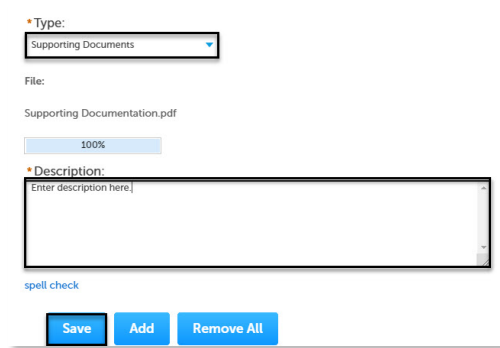 *Type:
Supporting Documents
File:
Supporting Documentation.pdf
100%
*Description:
Enter description here.
spell check
Save Add Remove All